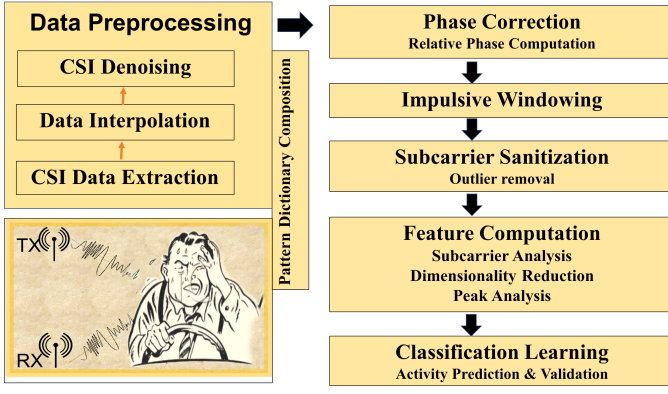 Data Preprocessing
CSI Denoising
Data Interpolation
CSI Data Extraction
Pattern Dictionary Composition
TX
RX
Phase Correction
Relative Phase Computation
Impulsive Windowing
Subcarrier Sanitization
Outlier removal
Feature Computation
Subcarrier Analysis
Dimensionality Reduction
Peak Analysis
Classification Learning
Activity Prediction & Validation